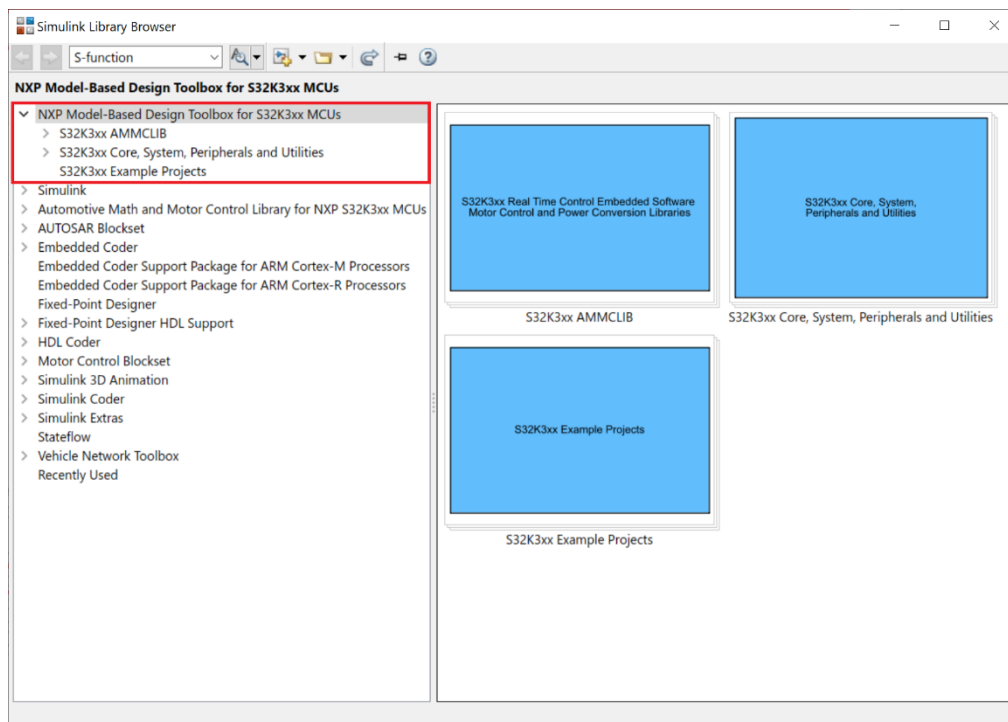 Simulink Library Browser
S-function
NXP Model-Based Design Toolbox for S32K3xx MCUs
NXP Model-Based Design Toolbox for S32K3xx MCUs
S32K3xx AMMCLIB
S32K3xx Core, System, Peripherals and Utilities
S32K3xx Example Projects
Simulink
Automotive Math and Motor Control Library for NXP S32K3xx MCUs
AUTOSAR Blockset
Embedded Coder
Embedded Coder Support Package for ARM Cortex-M Processors
Embedded Coder Support Package for ARM Cortex-R Processors
Fixed-Point Designer
Fixed-Point Designer HDL Support
HDL Coder
Motor Control Blockset
Simulink 3D Animation
Simulink Coder
Simulink Extras
Stateflow
Vehicle Network Toolbox
Recently Used
S32K3xx Real Time Control Embedded Software
Motor Control and Power Conversion Libraries
S32K3xx AMMCLIB
S32K3xx Core, System,
Peripherals and Utilities
S32K3xx Core, System, Peripherals and Utilities
S32K3xx Example Projects
S32K3xx Example Projects